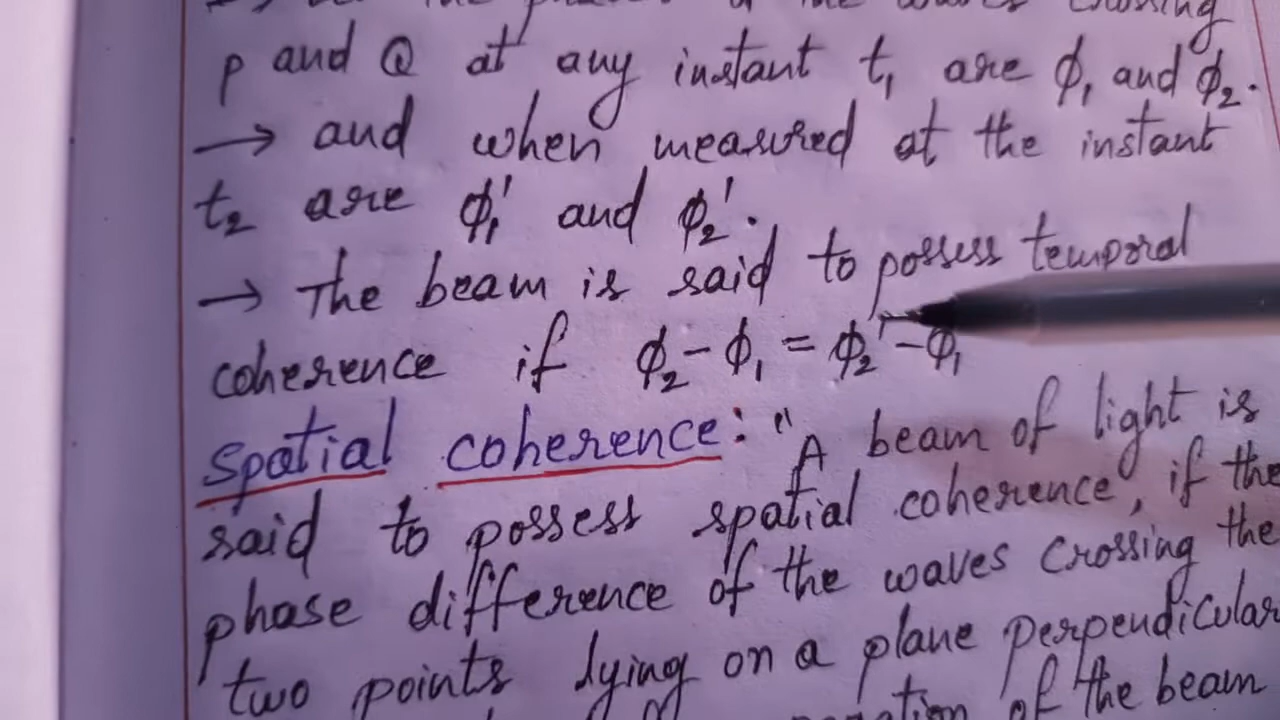 the waves crossing
P and Q at any instant t₁ are ϕ₁ and ϕ₂.
→ and when measured at the instant
t₂ are ϕ₁' and ϕ₂'.
→ The beam is said to possess temporal
coherence if ϕ₂ - ϕ₁ = ϕ₂' - ϕ₁
Spatial coherence: "A beam of light is
said to possess spatial coherence, if the
phase difference of the waves crossing the
two points lying on a plane perpendicular
of the beam